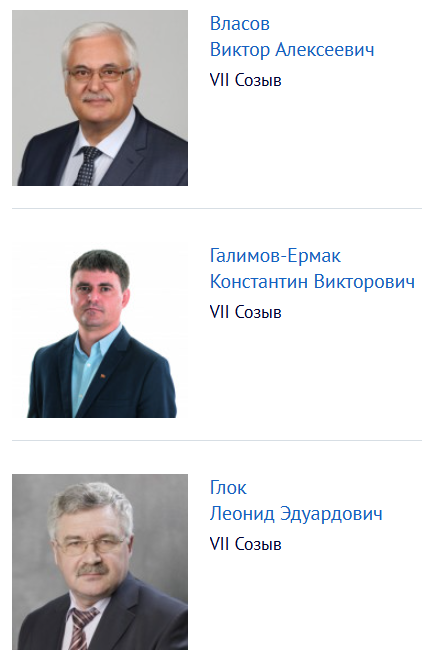 Власов
Виктор Алексеевич
VII Созыв
Галимов-Ермак
Константин Викторович
VII Созыв
Глок
Леонид Эдуардович
VII Созыв